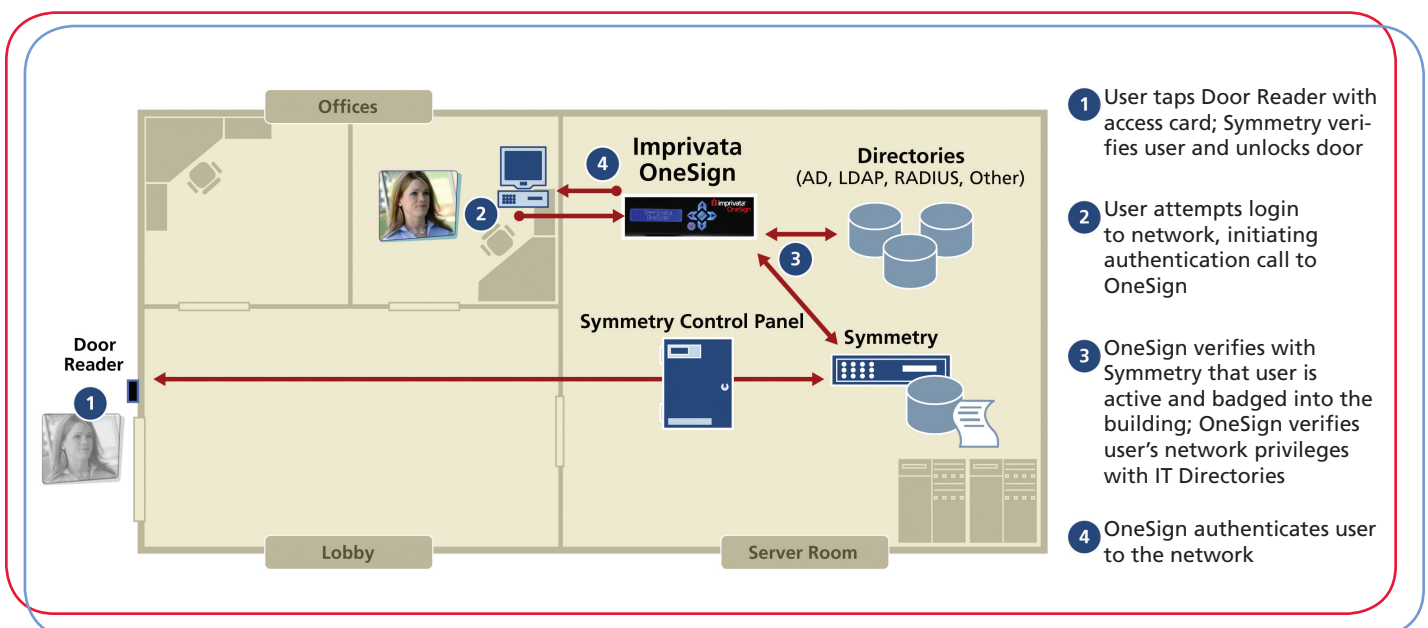 Offices
Imprivata
OneSign
Directories
(AD, LDAP, RADIUS, Other)
4
2
Imprivata
OneSign
imprivata
OneSign
3
Symmetry Control Panel
Symmetry
Door
Reader
1
Lobby
Server Room
1 User taps Door Reader with
access card; Symmetry veri-
fies user and unlocks door
2 User attempts login
to network, initiating
authentication call to
OneSign
3 OneSign verifies with
Symmetry that user is
active and badged into the
building; OneSign verifies
user’s network privileges
with IT Directories
4 OneSign authenticates user
to the network